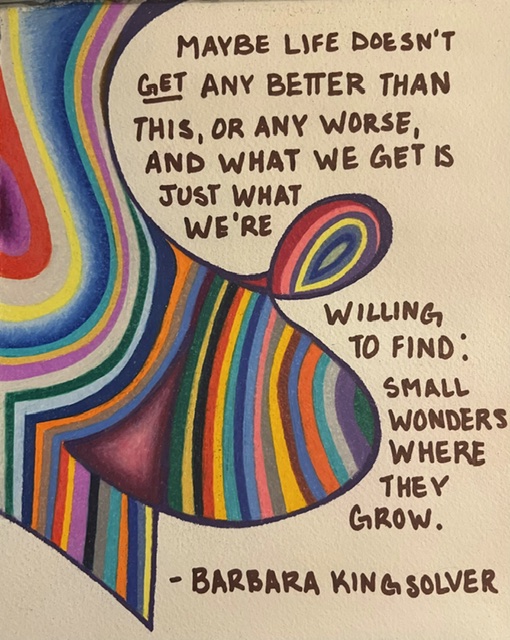 MAYBE LIFE DOESN'T
GET ANY BETTER THAN
THIS, OR ANY WORSE,
AND WHAT WE GET IS
JUST WHAT
WE'RE
WILLING
TO FIND:
SMALL
WONDERS
WHERE
THEY
GROW.
- BARBARA KINGSOLVER